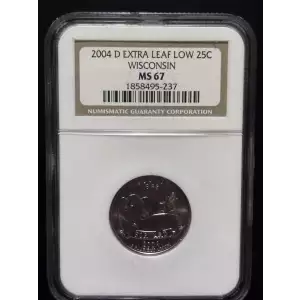 2004 D EXTRA LEAF LOW 25C
WISCONSIN
MS 67
1858495-237
NUMISMATIC GUARANTY CORPORATION